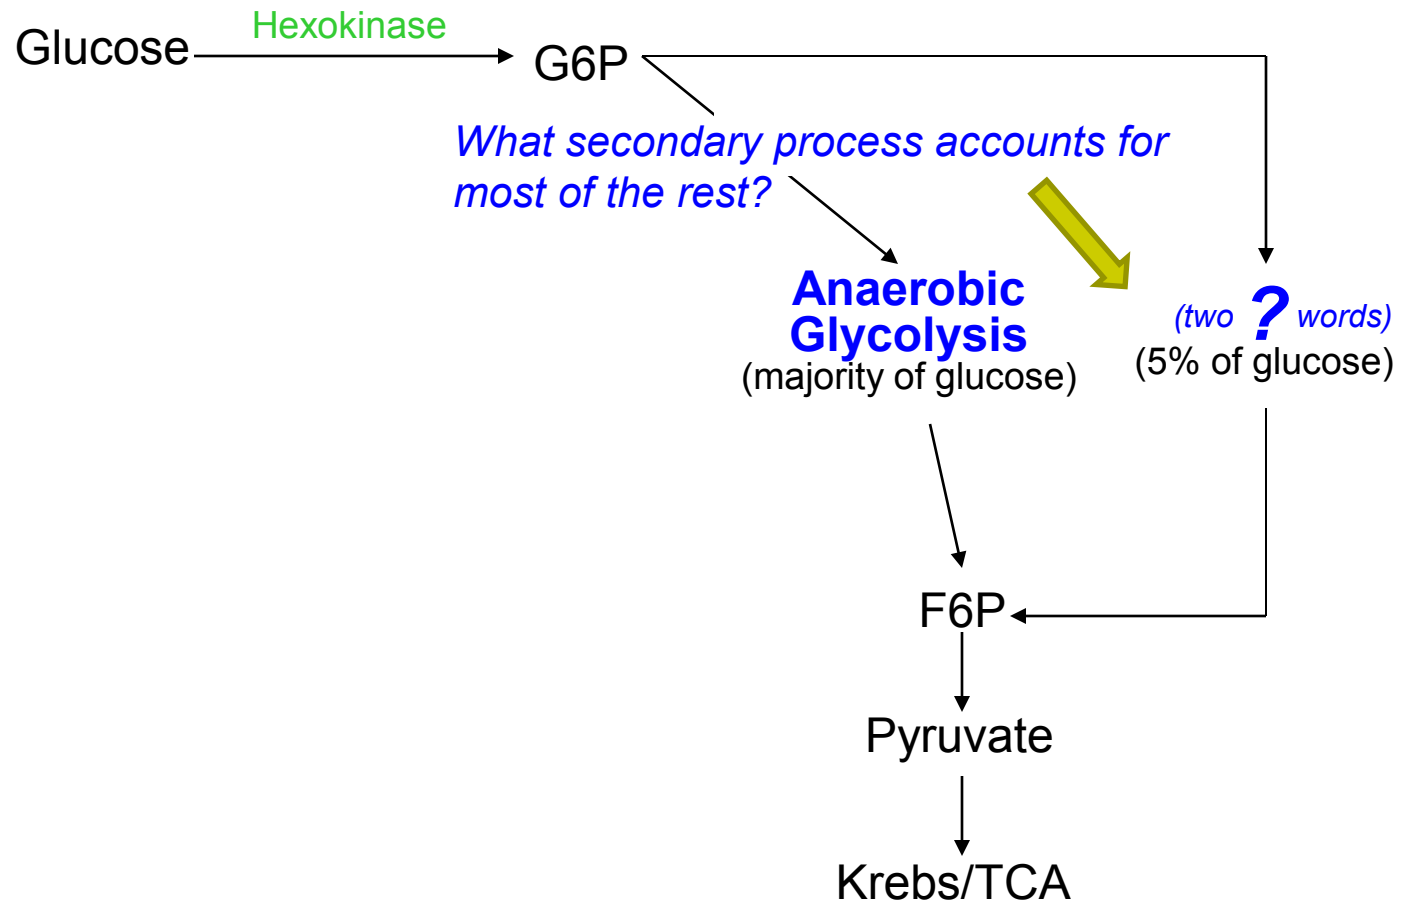 Hexokinase
Glucose
G6P
What secondary process accounts for
most of the rest?
Anaerobic
Glycolysis
(majority of glucose)
(two ? words)
(5% of glucose)
F6P
Pyruvate
Krebs/TCA